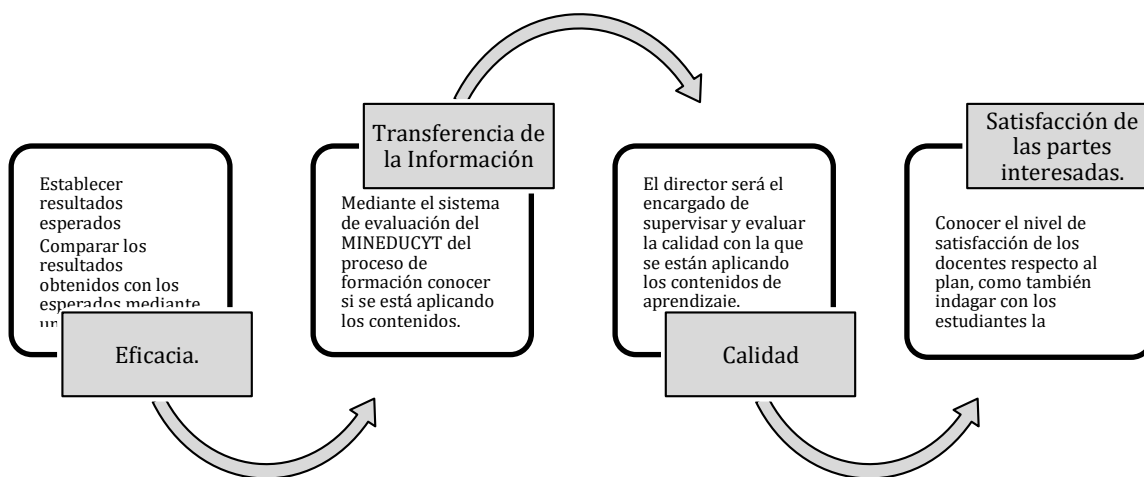 Establecer
resultados
esperados
Comparar los
resultados
obtenidos con los
esperados mediante
Eficacia.
Transferencia de
la Información
Mediante el sistema
de evaluación del
MINEDUCYT del
proceso de
formación conocer
si se está aplicando
los contenidos.
El director será el
encargado de
supervisar y evaluar
la calidad con la que
se están aplicando
los contenidos de
aprendizaje.
Calidad
Satisfacción de
las partes
interesadas.
Conocer el nivel de
satisfacción de los
docentes respecto al
plan, como también
indagar con los
estudiantes la